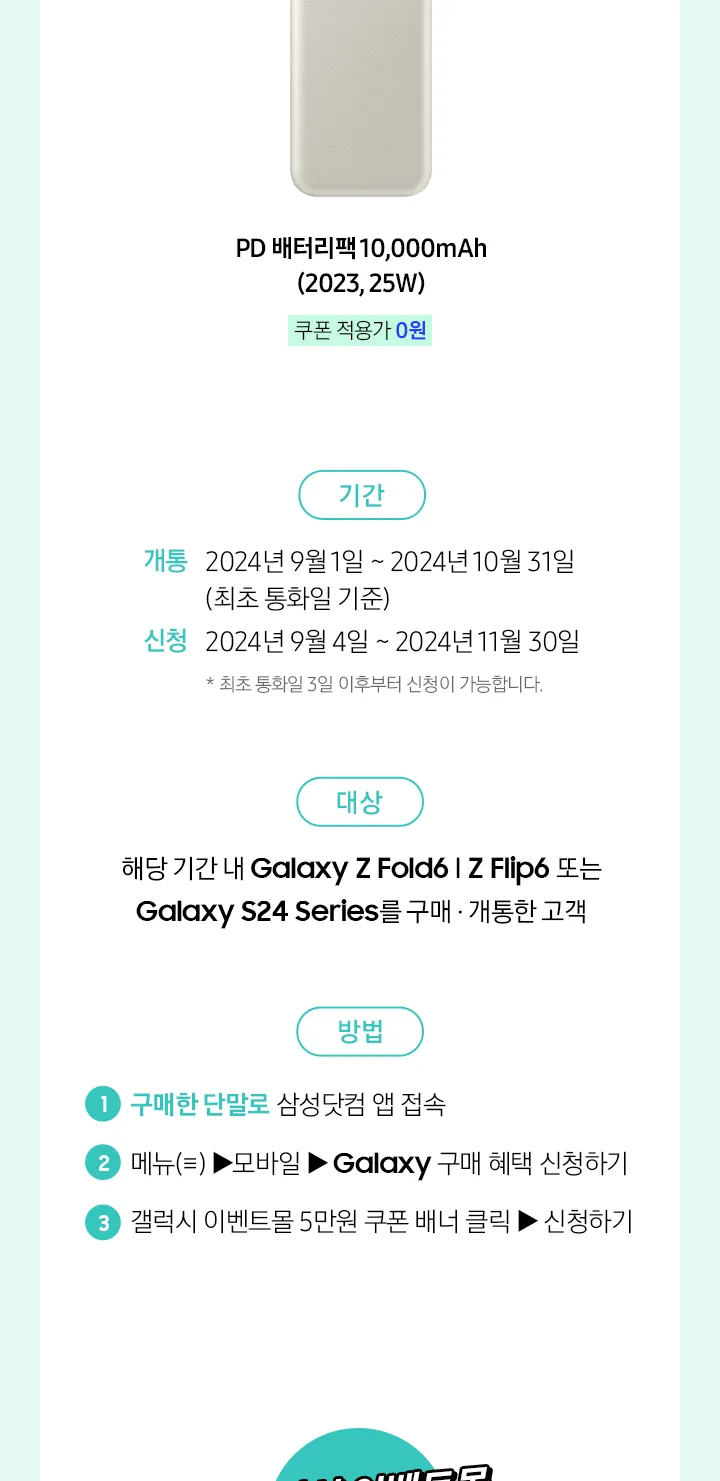 PD 배터리팩 10,000mAh
(2023, 25W)
쿠폰 적용가 0원
기간
개통 2024년 9월 1일 ~ 2024년 10월 31일
(최초 통화일 기준)
신청 2024년 9월 4일 ~ 2024년 11월 30일
* 최초 통화일 3일 이후부터 신청이 가능합니다.
대상
해당 기간 내 Galaxy Z Fold6 l Z Flip6 또는
Galaxy S24 Series를 구매 · 개통한 고객
방법
1 구매한 단말로 삼성닷컴 앱 접속
2 메뉴(≡) ▶모바일 ▶ Galaxy 구매 혜택 신청하기
3 갤럭시 이벤트몰 5만원 쿠폰 배너 클릭 ▶ 신청하기